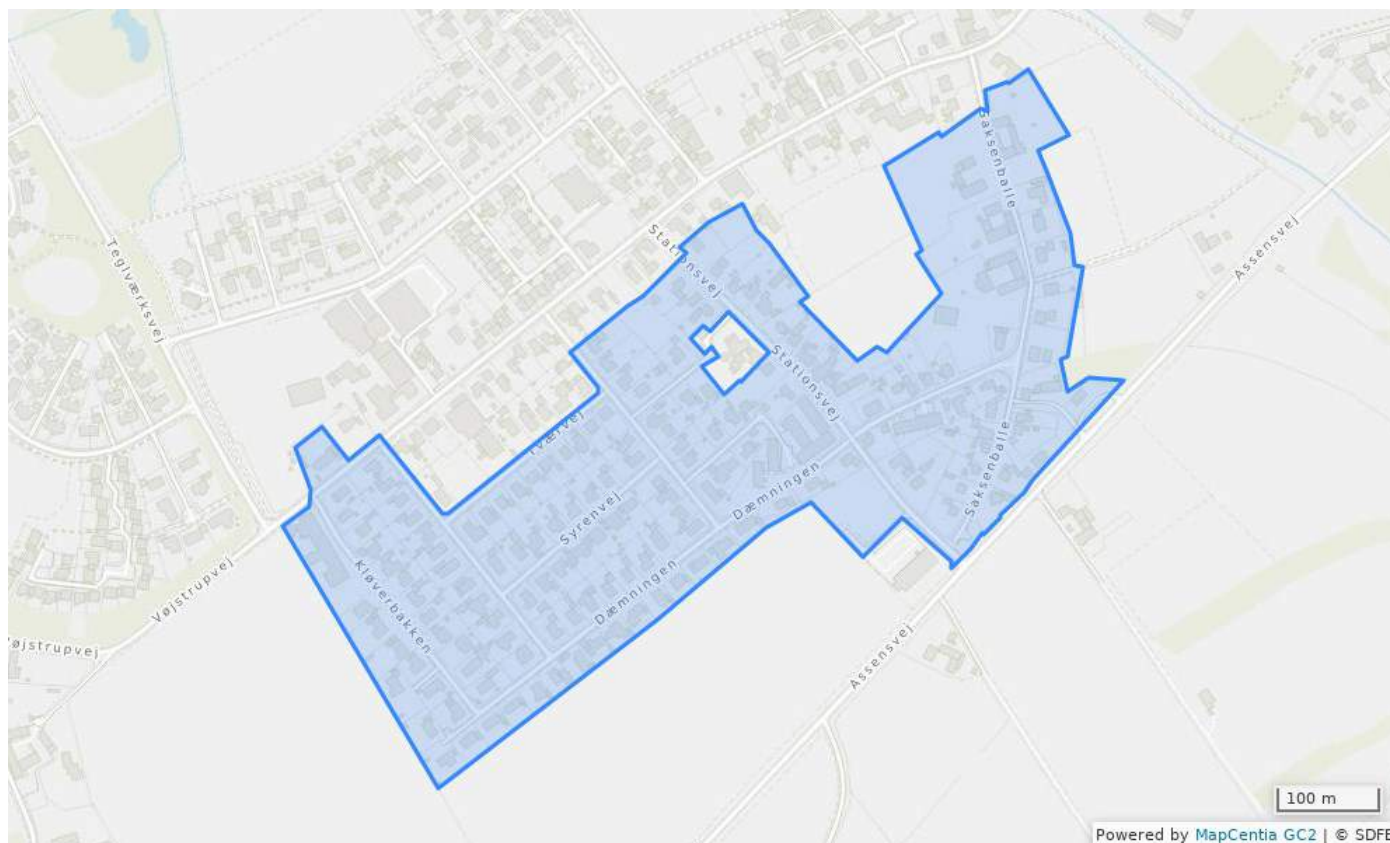 Saksenballe
Stationsvej
Assensvej
Teglværksvej
Stationsvej
Tværvej
Saksenballe
Dæmningen
Syrenvej
Kløverbakken
Dæmningen
Vøjstrupvej
øjstrupvej
Assensvej
100 m
Powered by MapCentia GC2 | © SDFE